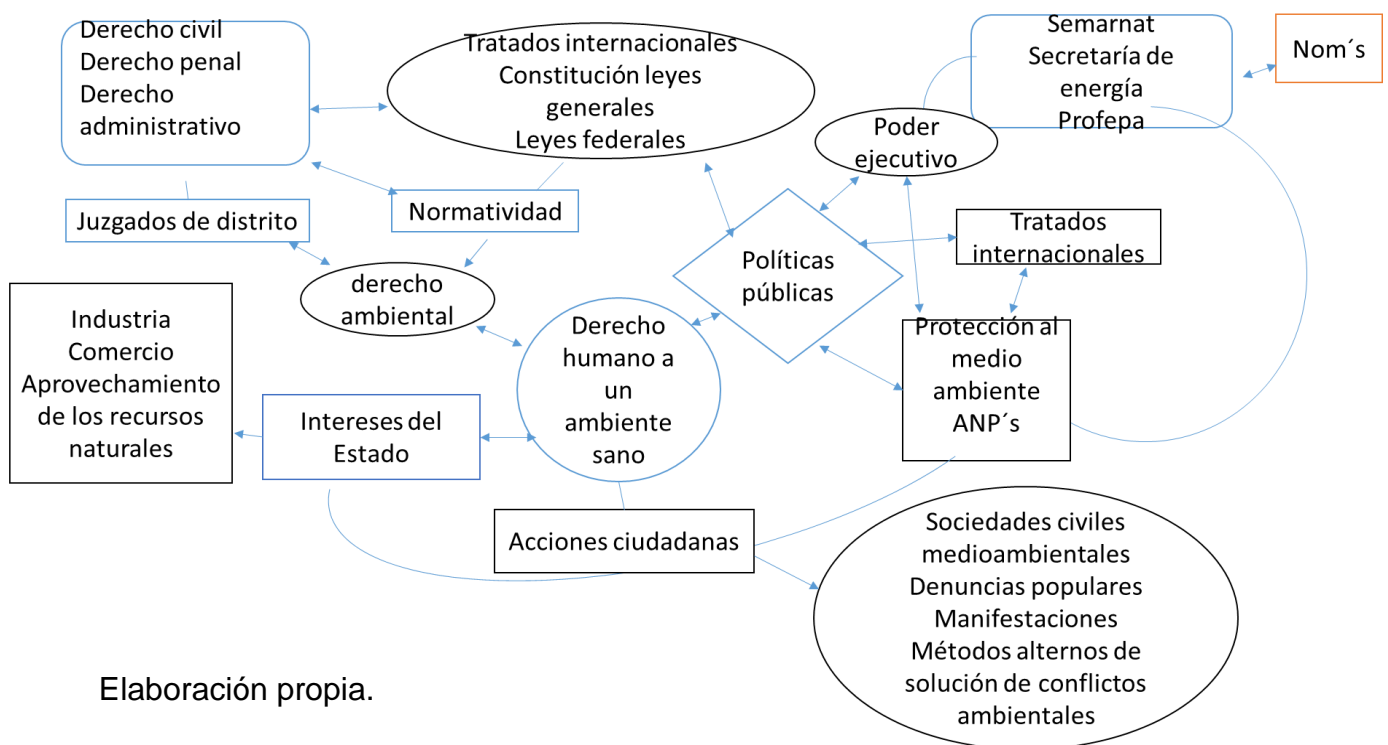 Derecho civil
Derecho penal
Derecho
administrativo
Tratados internacionales
Constitución leyes
generales
Leyes federales
Semarnat
Secretaría de
energía
Profepa
Nom´s
Poder
ejecutivo
Juzgados de distrito
Normatividad
Tratados
internacionales
Políticas
públicas
derecho
ambiental
Industria
Comercio
Aprovechamiento
de los recursos
naturales
Derecho
humano a
un
ambiente
sano
Protección al
medio
ambiente
ANP´s
Intereses del
Estado
Acciones ciudadanas
Sociedades civiles
medioambientales
Denuncias populares
Manifestaciones
Métodos alternos de
solución de conflictos
ambientales
Elaboración propia.